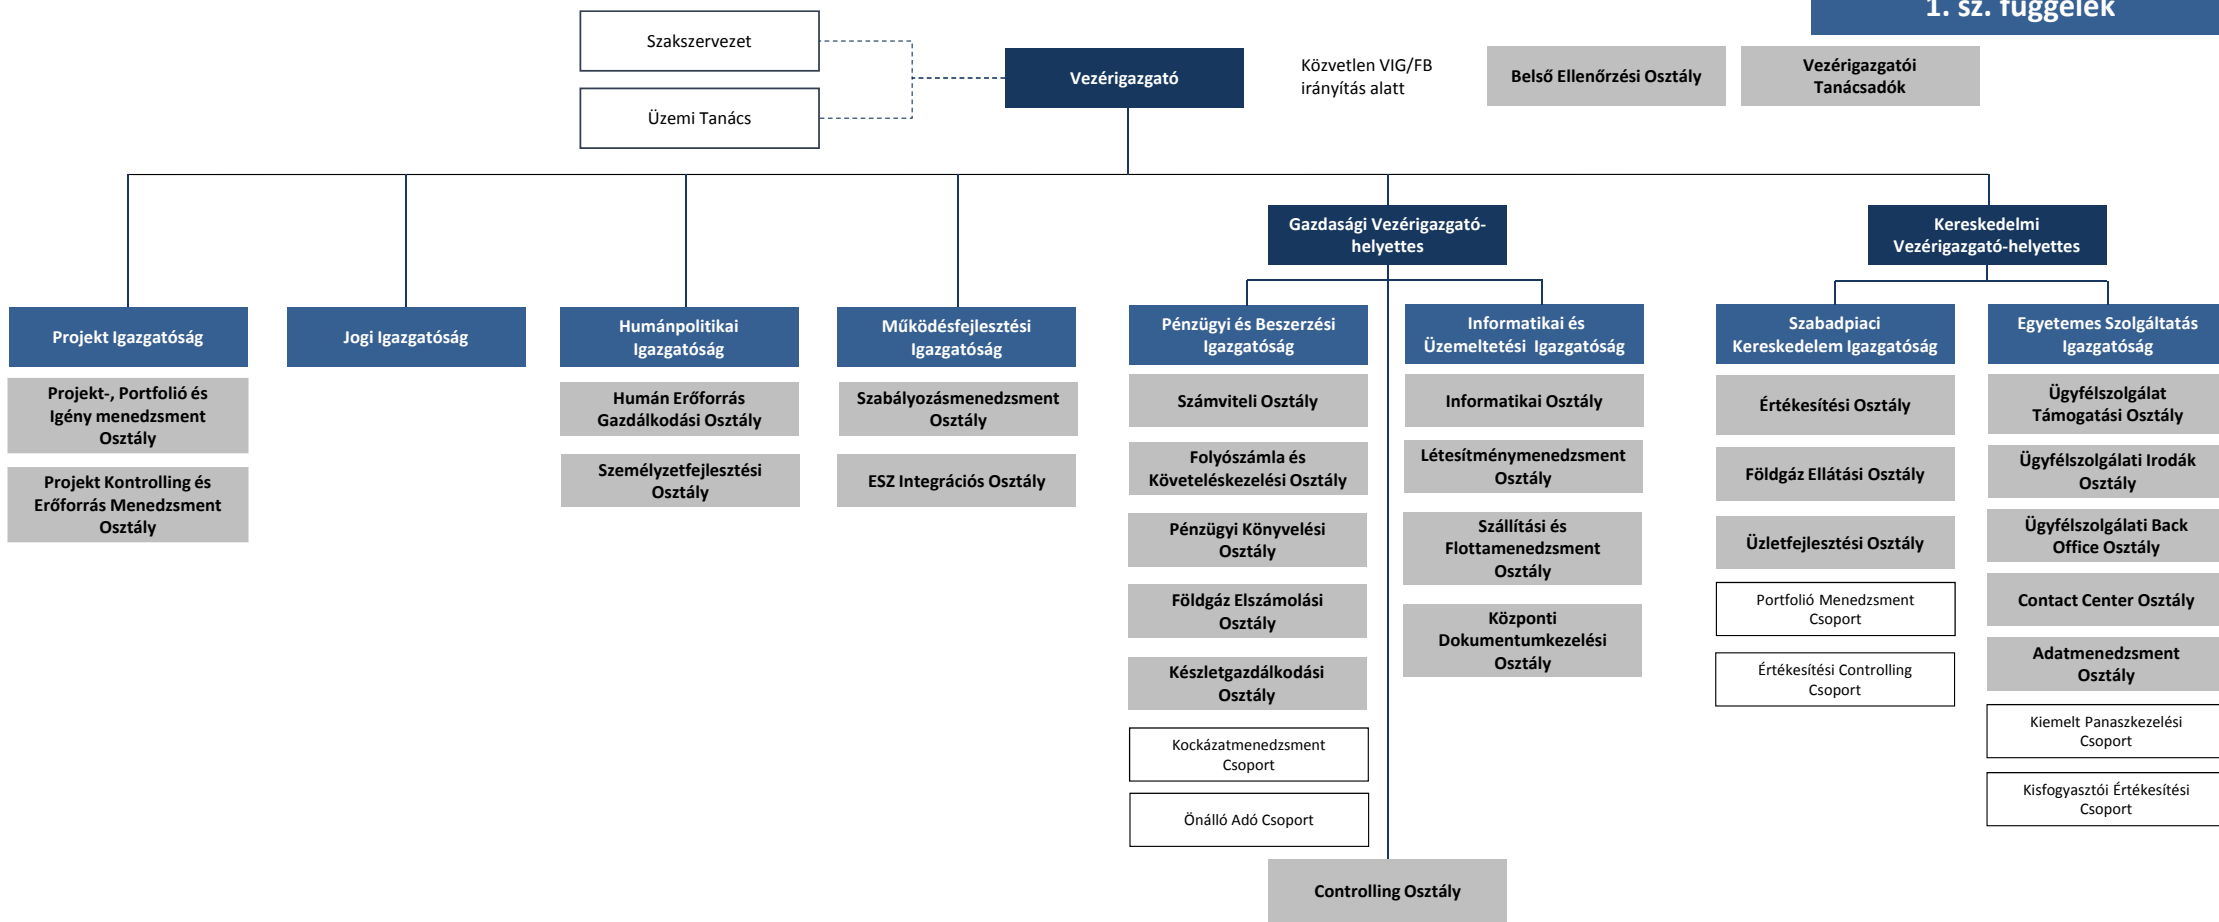 1. sz. függelék
Szakszervezet
Üzemi Tanács
Vezérigazgató
Közvetlen VIG/FB
irányítás alatt
Belső Ellenőrzési Osztály
Vezérigazgatói
Tanácsadók
Gazdasági Vezérigazgató-
helyettes
Kereskedelmi
Vezérigazgató-helyettes
Projekt Igazgatóság
Projekt-, Portfolió és
Igény menedzsment
Osztály
Projekt Kontrolling és
Erőforrás Menedzsment
Osztály
Jogi Igazgatóság
Humánpolitikai
Igazgatóság
Humán Erőforrás
Gazdálkodási Osztály
Személyzetfejlesztési
Osztály
Működésfejlesztési
Igazgatóság
Szabályozásmenedzsment
Osztály
ESZ Integrációs Osztály
Pénzügyi és Beszerzési
Igazgatóság
Számviteli Osztály
Folyószámla és
Követeléskezelési Osztály
Pénzügyi Könyvelési
Osztály
Földgáz Elszámolási
Osztály
Készletgazdálkodási
Osztály
Kockázatmenedzsment
Csoport
Önálló Adó Csoport
Informatikai és
Üzemeltetési Igazgatóság
Informatikai Osztály
Létesítménymenedzsment
Osztály
Szállítási és
Flottamenedzsment
Osztály
Központi
Dokumentumkezelési
Osztály
Controlling Osztály
Szabadpiaci
Kereskedelem Igazgatóság
Értékesítési Osztály
Földgáz Ellátási Osztály
Üzletfejlesztési Osztály
Portfolió Menedzsment
Csoport
Értékesítési Controlling
Csoport
Egyetemes Szolgáltatás
Igazgatóság
Ügyfélszolgálat
Támogatási Osztály
Ügyfélszolgálati Irodák
Osztály
Ügyfélszolgálati Back
Office Osztály
Contact Center Osztály
Adatmenedzsment
Osztály
Kiemelt Panaszkezelési
Csoport
Kisfogyasztói Értékesítési
Csoport